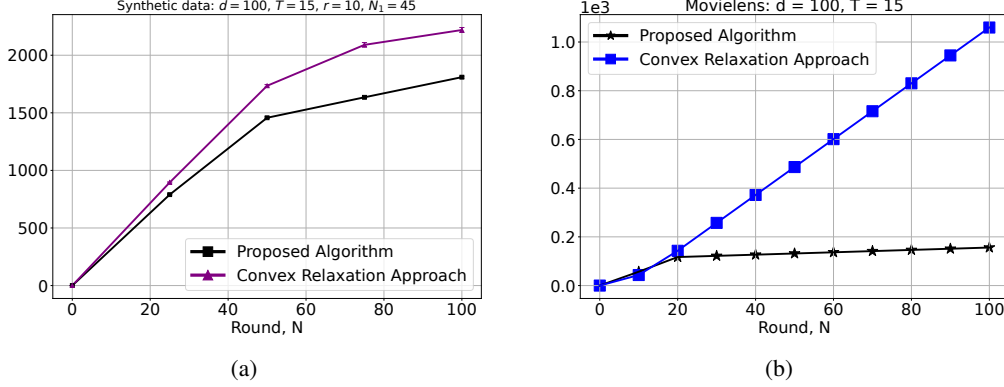 Synthetic data: d = 100, T = 15, r = 10, N₁ = 45
2000
1500
1000
500
0
Proposed Algorithm
Convex Relaxation Approach
0 20 40 60 80 100
Round, N
(a)
1e3
Movielens: d = 100, T = 15
Proposed Algorithm
Convex Relaxation Approach
1.0
0.8
0.6
0.4
0.2
0.0
0 20 40 60 80 100
Round, N
(b)